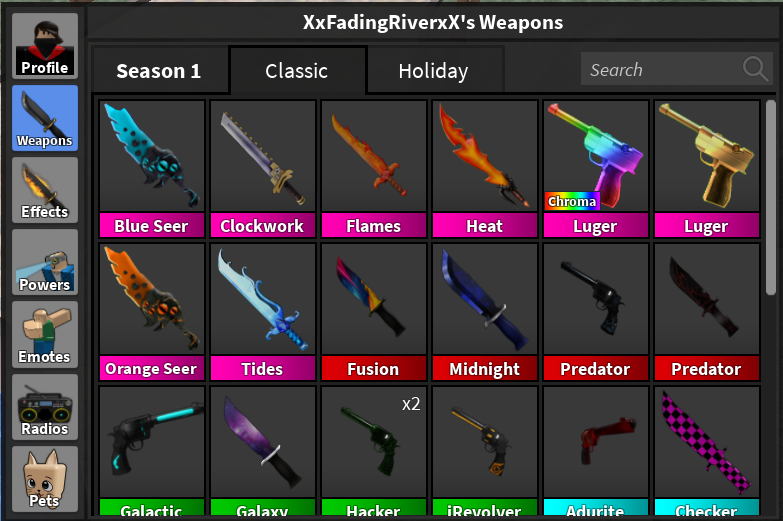 XxFadingRiverxX's Weapons
Profile
Weapons
Effects
Powers
Emotes
Radios
Pets
Season 1
Classic
Holiday
Search
Blue Seer
Clockwork
Flames
Heat
Chroma
Luger
Luger
Orange Seer
Tides
Fusion
Midnight
Predator
Predator
x2
Galactic
Galaxy
Hacker
iRevolver
Adurite
Checker